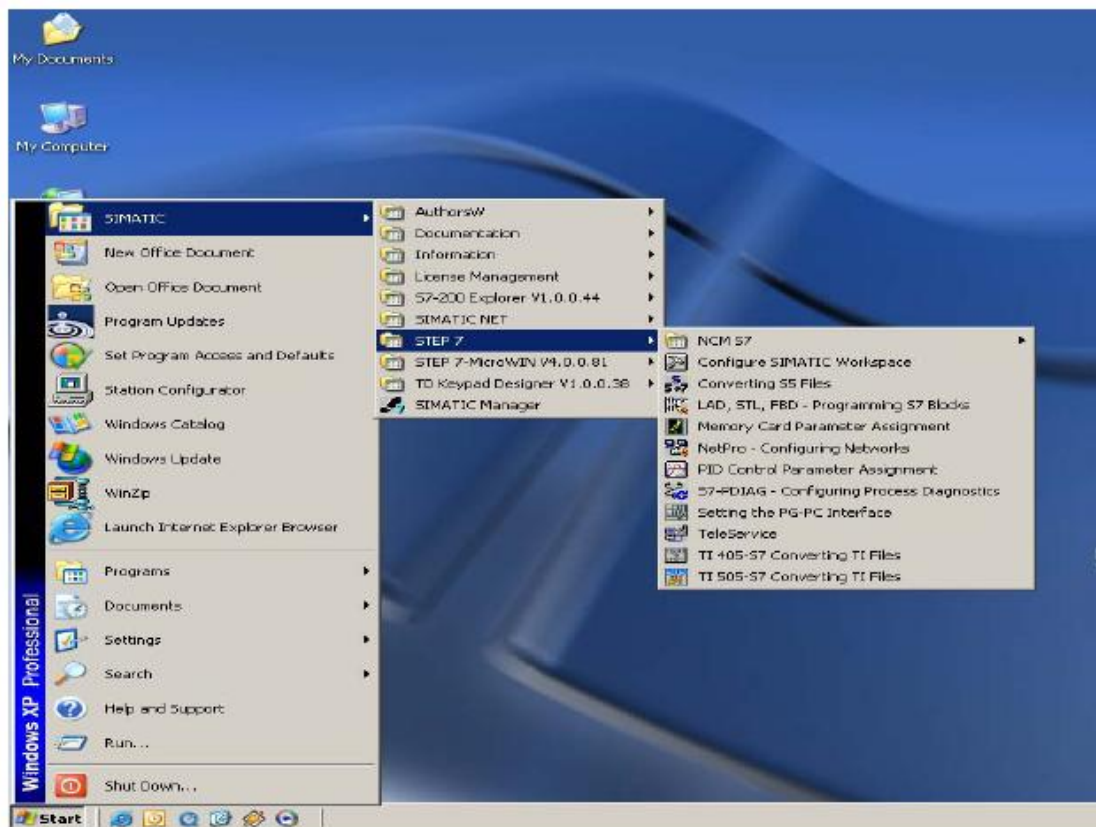 My Documents
My Computer
SIMATIC
New Office Document
Open Office Document
Program Updates
Set Program Access and Defaults
Station Configurator
Windows Catalog
Windows Update
WinZip
Launch Internet Explorer Browser
Programs
Documents
Settings
Search
Help and Support
Run...
Shut Down...
Windows XP Professional
Start
AuthorsW
Documentation
Information
License Management
S7-200 Explorer V1.0.0.44
SIMATIC NET
STEP 7
STEP 7-MicroWIN V4.0.0.81
TD Keypad Designer V1.0.0.38
SIMATIC Manager
NCM S7
Configure SIMATIC Workspace
Converting S5 Files
LAD, STL, FBD - Programming S7 Blocks
Memory Card Parameter Assignment
NetPro - Configuring Networks
PID Control Parameter Assignment
S7-PDIAG - Configuring Process Diagnostics
Setting the PG-PC Interface
TeleService
TI 405-S7 Converting TI Files
TI 505-S7 Converting TI Files